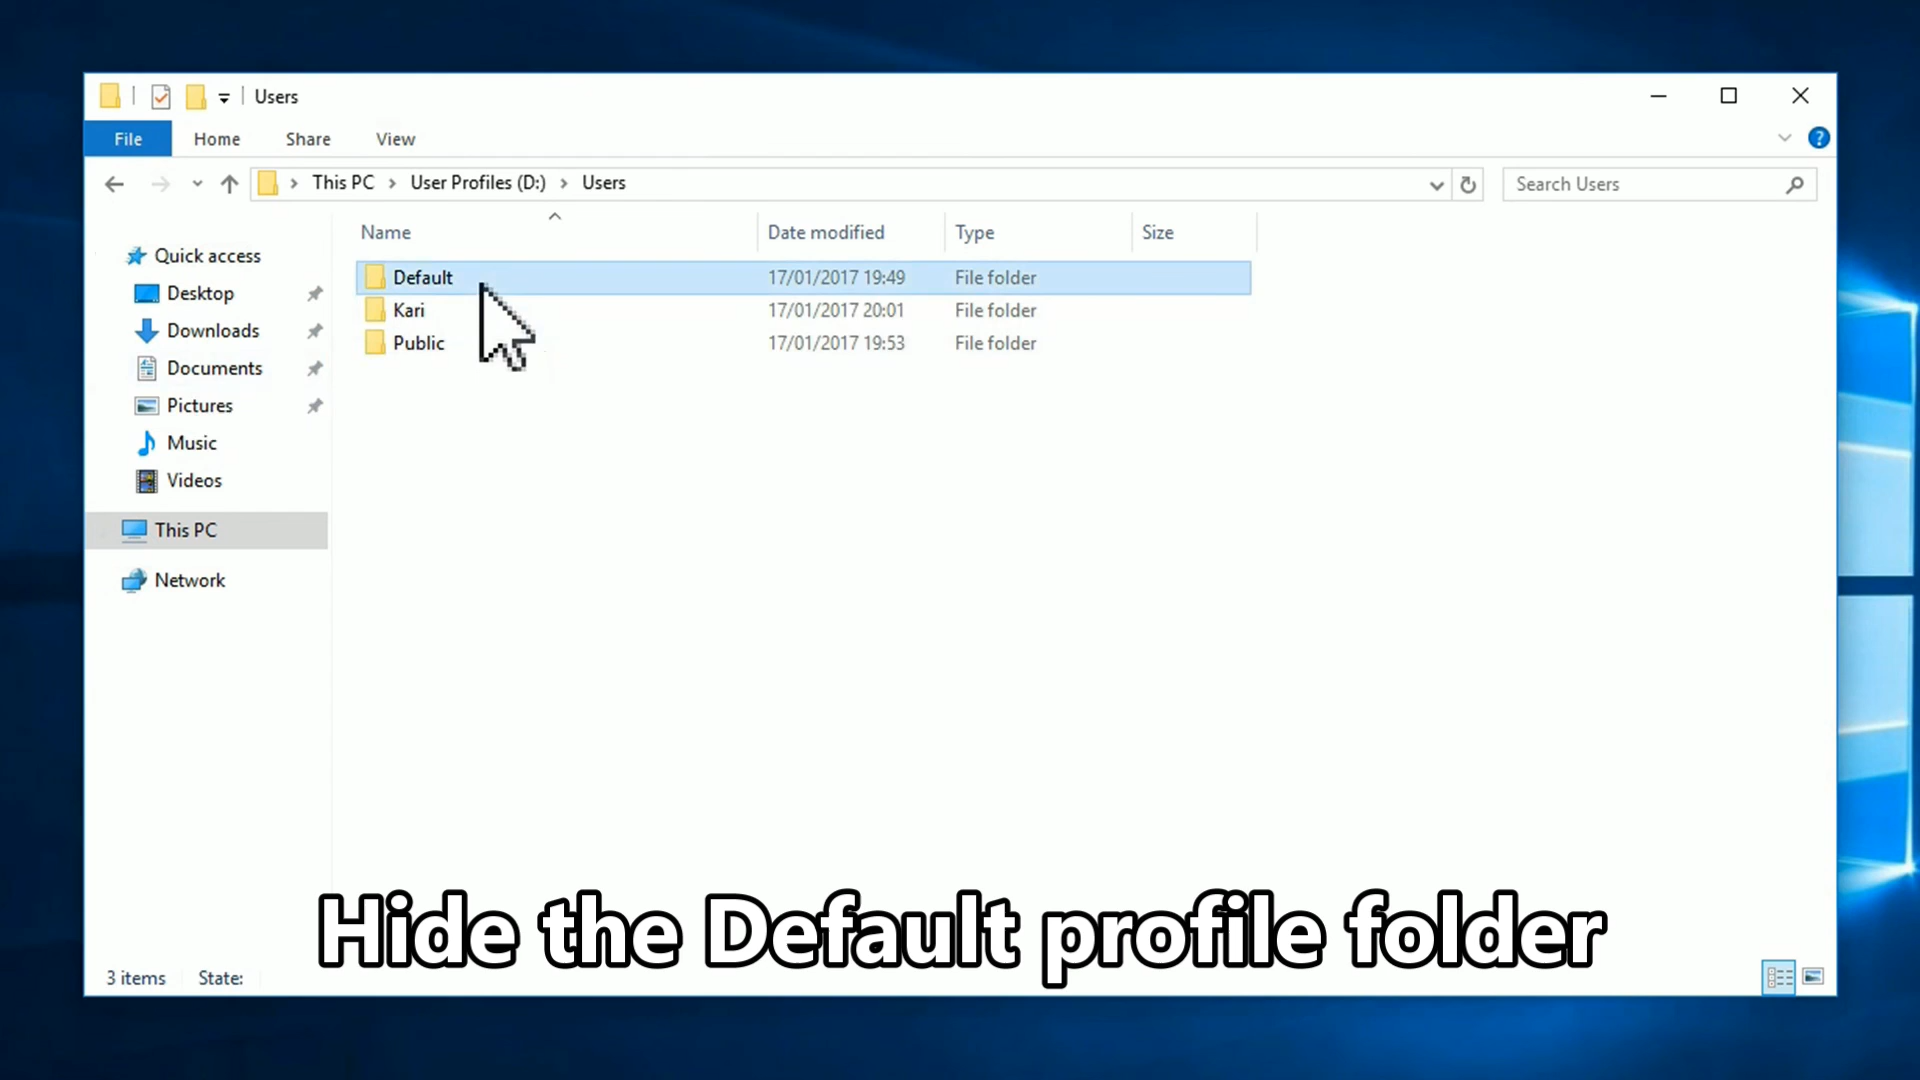 Users
File Home Share View
This PC User Profiles (D:) Users
Search Users
Name Date modified Type Size
Quick access
Desktop
Downloads
Documents
Pictures
Music
Videos
This PC
Network
Default 17/01/2017 19:49 File folder
Kari 17/01/2017 20:01 File folder
Public 17/01/2017 19:53 File folder
Hide the Default profile folder
3 items State: